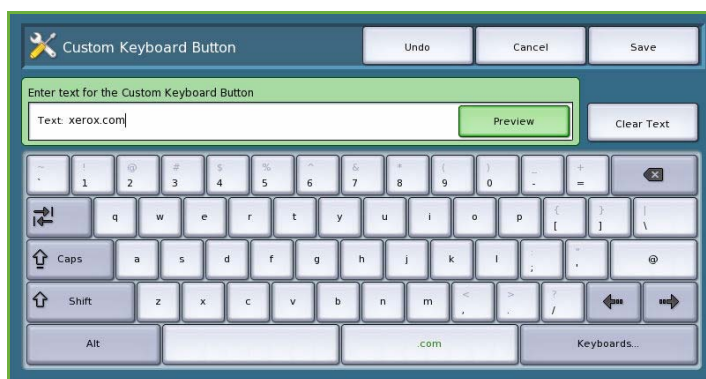 Custom Keyboard Button Undo Cancel Save
Enter text for the Custom Keyboard Button
Text: xerox.com Preview Clear Text
~ ! @ # $ % ^ & * ( ) _ +
` 1 2 3 4 5 6 7 8 9 0 - =
q w e r t y u i o p { [ } ] | \
Caps a s d f g h j k l : ; " ' @
Shift z x c v b n m < , > . ? /
Alt .com Keyboards...